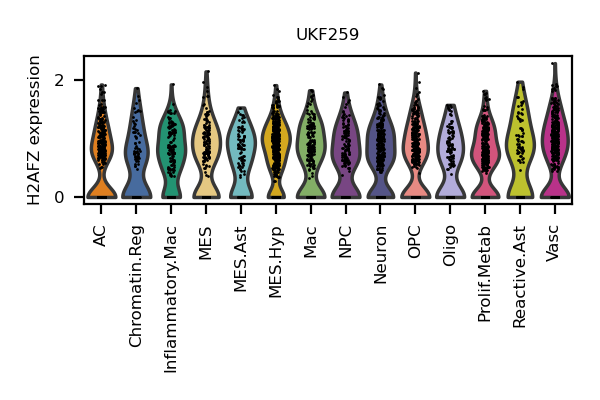 UKF259
H2AFZ expression
2
0
AC
Chromatin.Reg
Inflammatory.Mac
MES
MES.Ast
MES.Hyp
Mac
NPC
Neuron
OPC
Oligo
Prolif.Metab
Reactive.Ast
Vasc